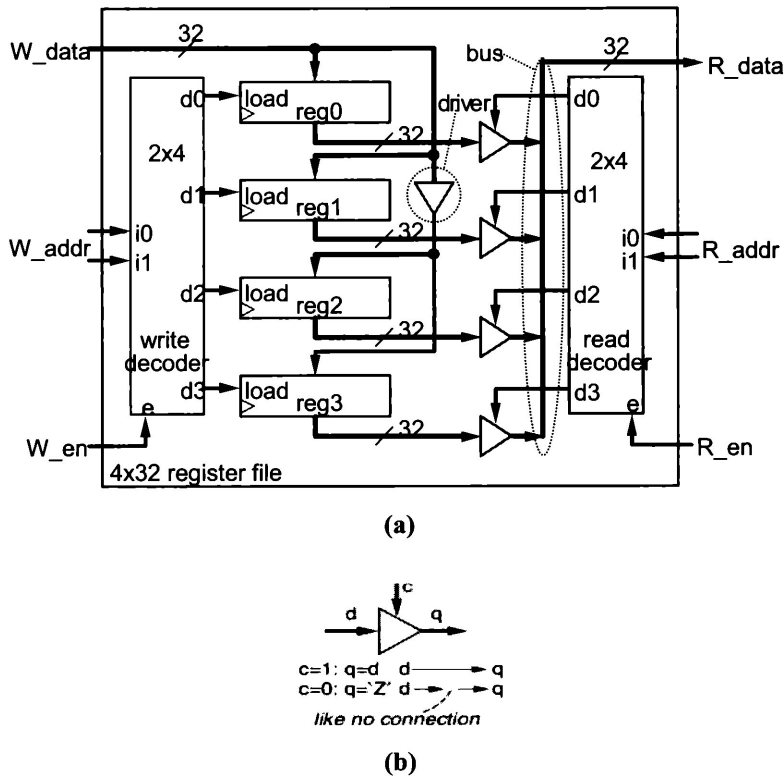 W_data
32
bus
32
R_data
d0
load
reg0
driver
d0
2x4
32
2x4
d1
load
reg1
d1
W_addr
i0
i1
32
i0
i1
R_addr
d2
load
reg2
d2
write
decoder
32
read
decoder
d3
load
reg3
d3
e
32
e
W_en
R_en
4x32 register file
(a)
c
d
q
c=1: q=d d q
c=0: q=‘Z’ d q
like no connection
(b)